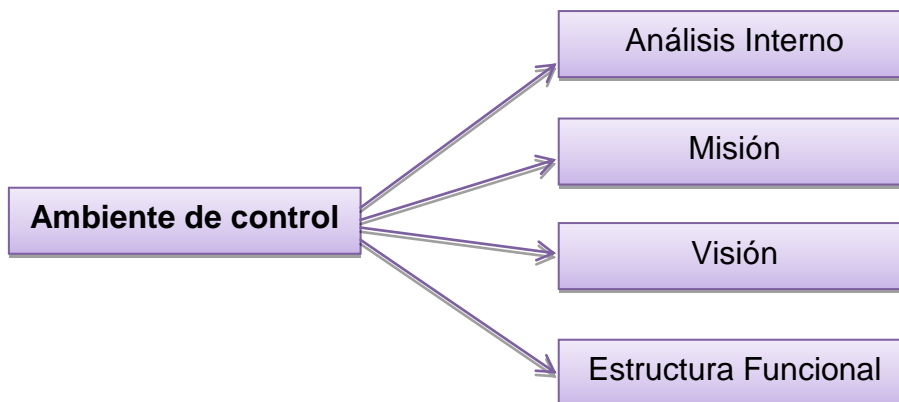 Análisis Interno
Misión
Ambiente de control
Visión
Estructura Funcional